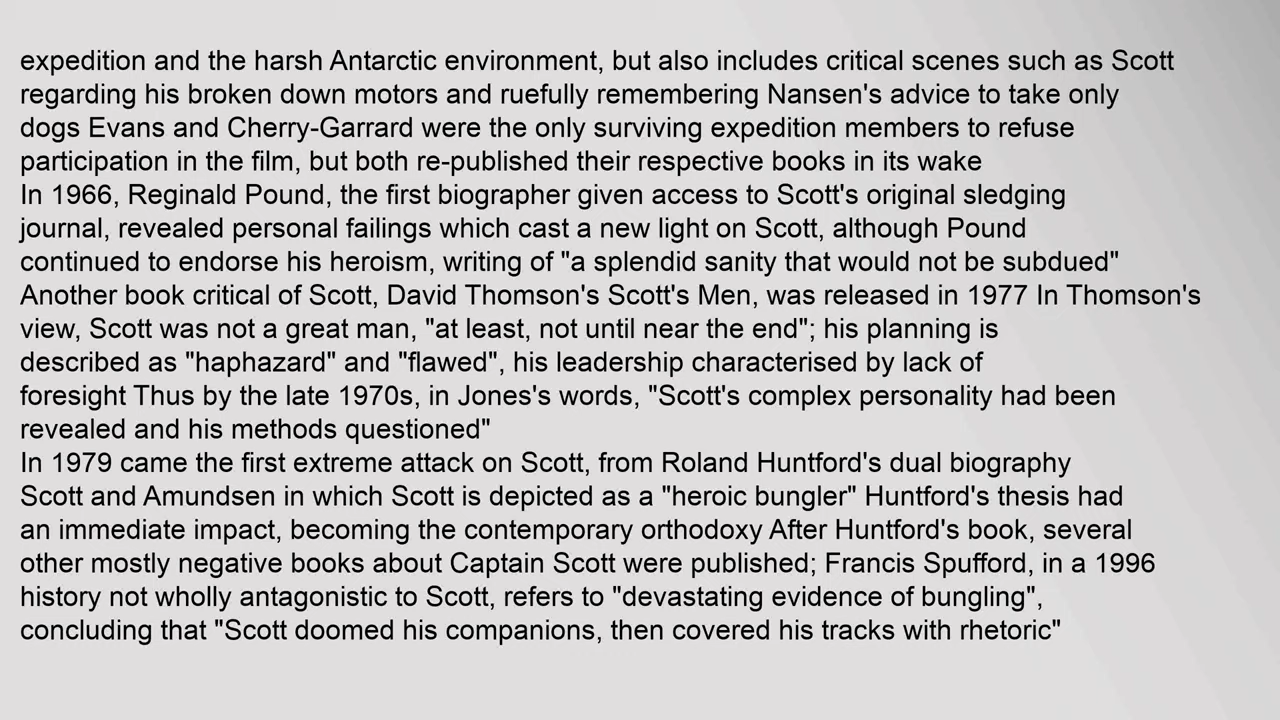 expedition and the harsh Antarctic environment, but also includes critical scenes such as Scott
regarding his broken down motors and ruefully remembering Nansen's advice to take only
dogs Evans and Cherry-Garrard were the only surviving expedition members to refuse
participation in the film, but both re-published their respective books in its wake
In 1966, Reginald Pound, the first biographer given access to Scott's original sledging
journal, revealed personal failings which cast a new light on Scott, although Pound
continued to endorse his heroism, writing of "a splendid sanity that would not be subdued"
Another book critical of Scott, David Thomson's Scott's Men, was released in 1977 In Thomson's
view, Scott was not a great man, "at least, not until near the end"; his planning is
described as "haphazard" and "flawed", his leadership characterised by lack of
foresight Thus by the late 1970s, in Jones's words, "Scott's complex personality had been
revealed and his methods questioned"
In 1979 came the first extreme attack on Scott, from Roland Huntford's dual biography
Scott and Amundsen in which Scott is depicted as a "heroic bungler" Huntford's thesis had
an immediate impact, becoming the contemporary orthodoxy After Huntford's book, several
other mostly negative books about Captain Scott were published; Francis Spufford, in a 1996
history not wholly antagonistic to Scott, refers to "devastating evidence of bungling",
concluding that "Scott doomed his companions, then covered his tracks with rhetoric"